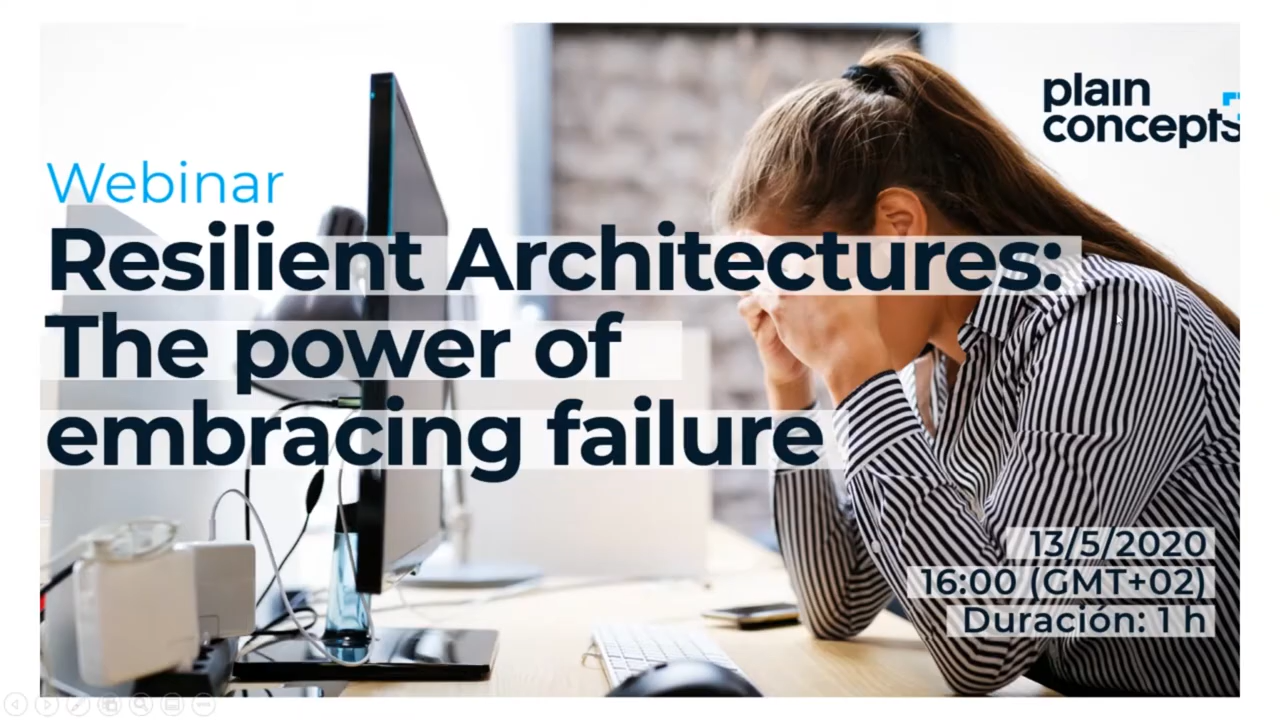 plain
concepts
Webinar
Resilient Architectures:
The power of
embracing failure
13/5/2020
16:00 (GMT+02)
Duración: 1 h